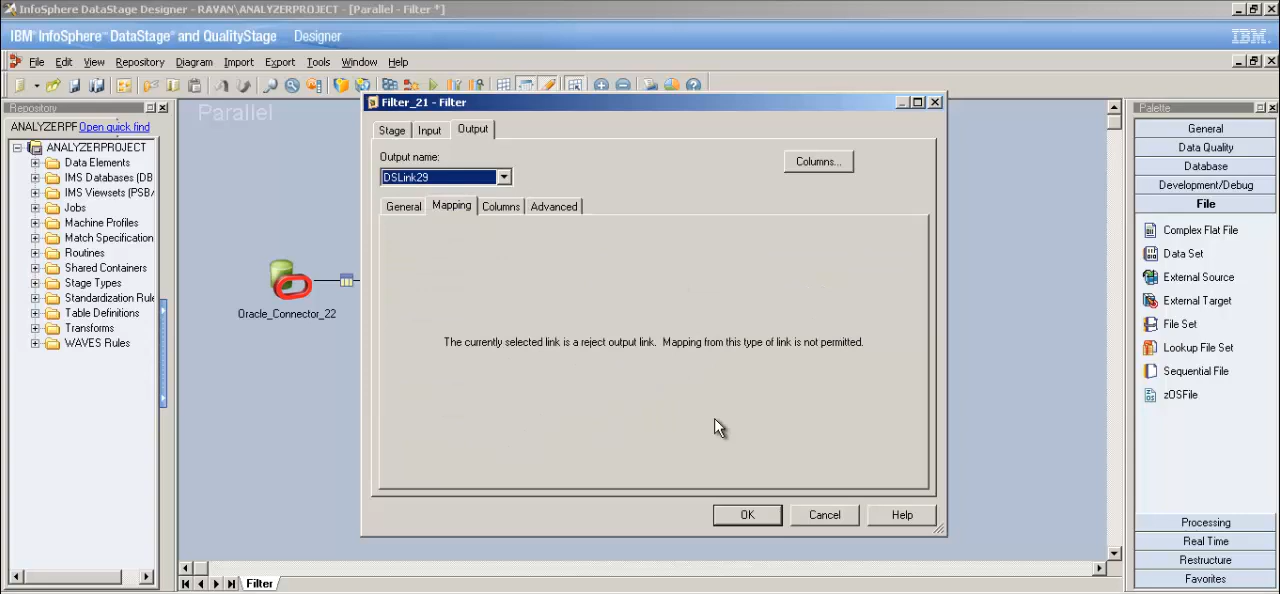 InfoSphere DataStage Designer - RAVAN\ANALYZERPROJECT - [Parallel - Filter *]
IBM® InfoSphere™ DataStage® and QualityStage Designer
IBM.
File Edit View Repository Diagram Import Export Tools Window Help
Repository
ANALYZERPF Open quick find
ANALYZERPROJECT
Data Elements
IMS Databases (DB
IMS Viewsets (PSB/
Jobs
Machine Profiles
Match Specification
Routines
Shared Containers
Stage Types
Standardization Rule
Table Definitions
Transforms
WAVES Rules
Parallel
Oracle_Connector_22
Filter_21 - Filter
Stage Input Output
Output name:
DSLink29
Columns...
General Mapping Columns Advanced
The currently selected link is a reject output link. Mapping from this type of link is not permitted.
OK Cancel Help
Filter
Palette
General
Data Quality
Database
Development/Debug
File
Complex Flat File
Data Set
External Source
External Target
File Set
Lookup File Set
Sequential File
zOSFile
Processing
Real Time
Restructure
Favorites